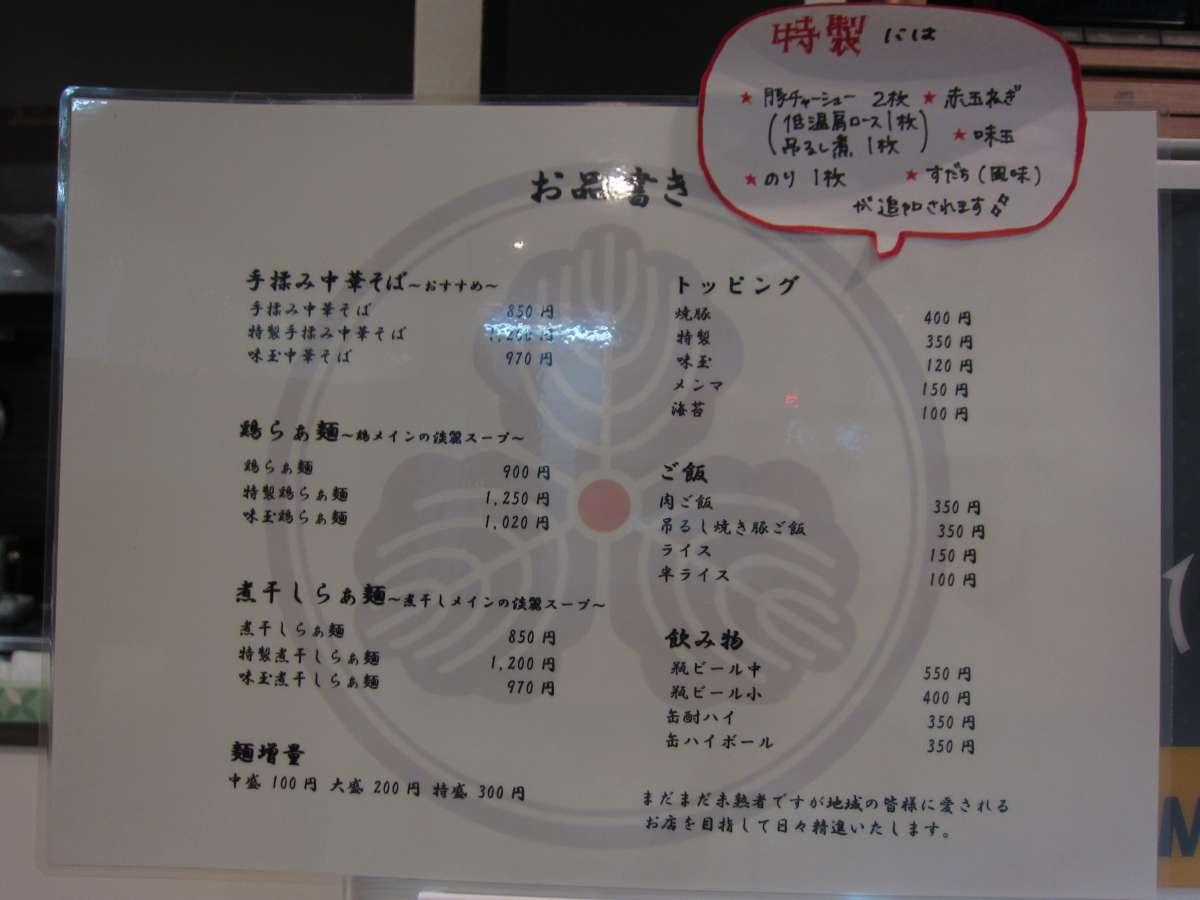 特製 には
★ 豚チャーシュー 2枚 ★ 赤玉ねぎ
(低温肩ロース1枚
吊るし煮 1枚) ★ 味玉
★ のり 1枚 ★ すだち(風味)
が追加されます
お品書き
手揉み中華そば～おすすめ～
手揉み中華そば 850円
特製手揉み中華そば 1,200円
味玉中華そば 970円
鶏らぁ麺～鶏メインの淡麗スープ～
鶏らぁ麺 900円
特製鶏らぁ麺 1,250円
味玉鶏らぁ麺 1,020円
煮干しらぁ麺～煮干しメインの淡麗スープ～
煮干しらぁ麺 850円
特製煮干しらぁ麺 1,200円
味玉煮干しらぁ麺 970円
麺増量
中盛 100円 大盛 200円 特盛 300円
トッピング
焼豚 400円
特製 350円
味玉 120円
メンマ 150円
海苔 100円
ご飯
肉ご飯 350円
吊るし焼き豚ご飯 350円
ライス 150円
半ライス 100円
飲み物
瓶ビール中 550円
瓶ビール小 400円
缶酎ハイ 350円
缶ハイボール 350円
まだまだ未熟者ですが地域の皆様に愛される
お店を目指して日々精進いたします。
M